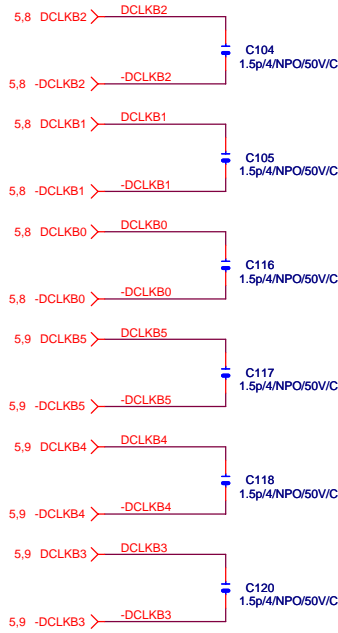 5,8 DCLKB2 DCLKB2
C104
1.5p/4/NPO/50V/C
5,8 -DCLKB2 -DCLKB2
5,8 DCLKB1 DCLKB1
C105
1.5p/4/NPO/50V/C
5,8 -DCLKB1 -DCLKB1
5,8 DCLKB0 DCLKB0
C116
1.5p/4/NPO/50V/C
5,8 -DCLKB0 -DCLKB0
5,9 DCLKB5 DCLKB5
C117
1.5p/4/NPO/50V/C
5,9 -DCLKB5 -DCLKB5
5,9 DCLKB4 DCLKB4
C118
1.5p/4/NPO/50V/C
5,9 -DCLKB4 -DCLKB4
5,9 DCLKB3 DCLKB3
C120
1.5p/4/NPO/50V/C
5,9 -DCLKB3 -DCLKB3